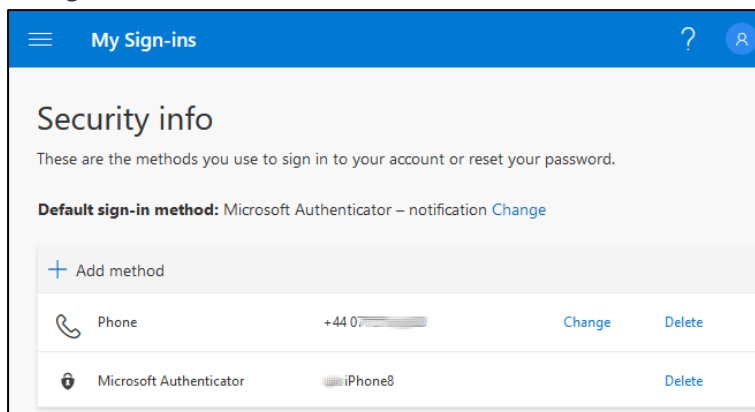 My Sign-ins ?
Security info
These are the methods you use to sign in to your account or reset your password.
Default sign-in method: Microsoft Authenticator – notification Change
+ Add method
Phone +44 07 Change Delete
Microsoft Authenticator iPhone8 Delete